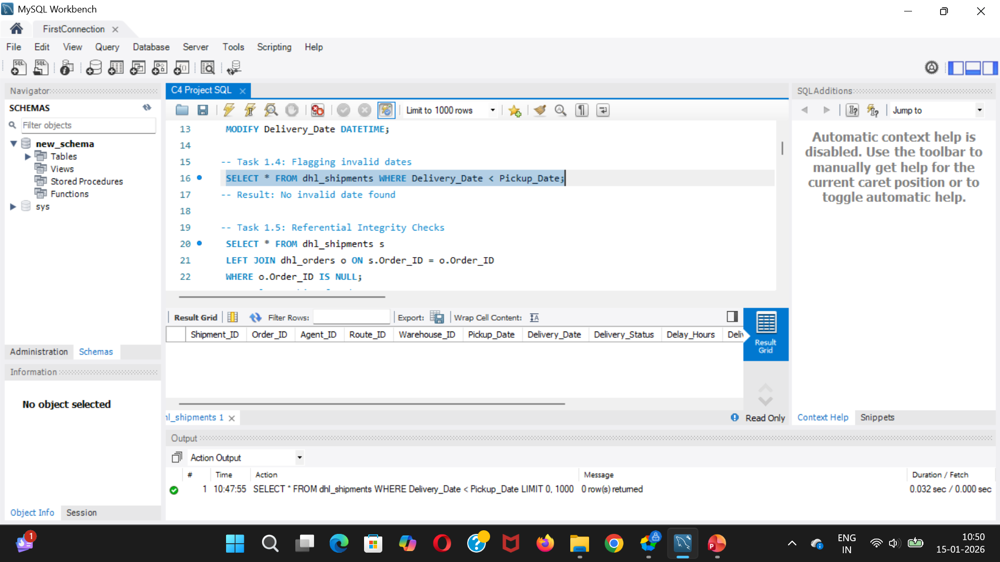 MySQL Workbench
FirstConnection
File Edit View Query Database Server Tools Scripting Help
Navigator
SCHEMAS
Filter objects
new_schema
Tables
Views
Stored Procedures
Functions
sys
Administration Schemas
Information
No object selected
Object Info Session
C4 Project SQL
Limit to 1000 rows
13 MODIFY Delivery_Date DATETIME;
14
15 -- Task 1.4: Flagging invalid dates
16 SELECT * FROM dhl_shipments WHERE Delivery_Date < Pickup_Date;
17 -- Result: No invalid date found
18
19 -- Task 1.5: Referential Integrity Checks
20 SELECT * FROM dhl_shipments s
21 LEFT JOIN dhl_orders o ON s.Order_ID = o.Order_ID
22 WHERE o.Order_ID IS NULL;
Result Grid Filter Rows: Export: Wrap Cell Content:
Shipment_ID Order_ID Agent_ID Route_ID Warehouse_ID Pickup_Date Delivery_Date Delivery_Status Delay_Hours Deli
Result
Grid
hl_shipments 1
Read Only
SQLAdditions
Jump to
Automatic context help is
disabled. Use the toolbar to
manually get help for the
current caret position or to
toggle automatic help.
Context Help Snippets
Output
Action Output
# Time Action Message Duration / Fetch
1 10:47:55 SELECT * FROM dhl_shipments WHERE Delivery_Date < Pickup_Date LIMIT 0, 1000 0 row(s) returned 0.032 sec / 0.000 sec
1
ENG
IN
10:50
15-01-2026